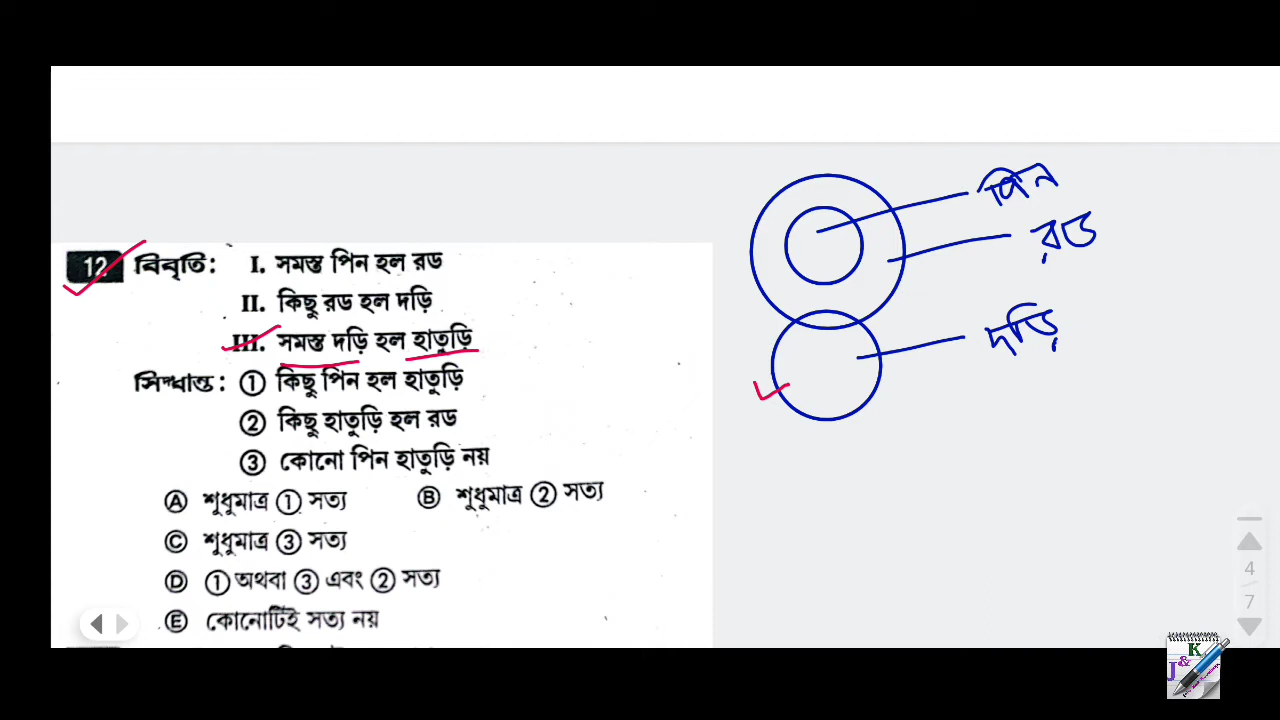 12 বিবৃতি: I. সমস্ত পিন হল রড
II. কিছু রড হল দড়ি
III. সমস্ত দড়ি হল হাতুড়ি
সিদ্ধান্ত: ① কিছু পিন হল হাতুড়ি
② কিছু হাতুড়ি হল রড
③ কোনো পিন হাতুড়ি নয়
Ⓐ শুধুমাত্র ① সত্য Ⓑ শুধুমাত্র ② সত্য
Ⓒ শুধুমাত্র ③ সত্য
Ⓓ ① অথবা ③ এবং ② সত্য
Ⓔ কোনোটিই সত্য নয়
পিন
রড
দড়ি
4
7
J&K